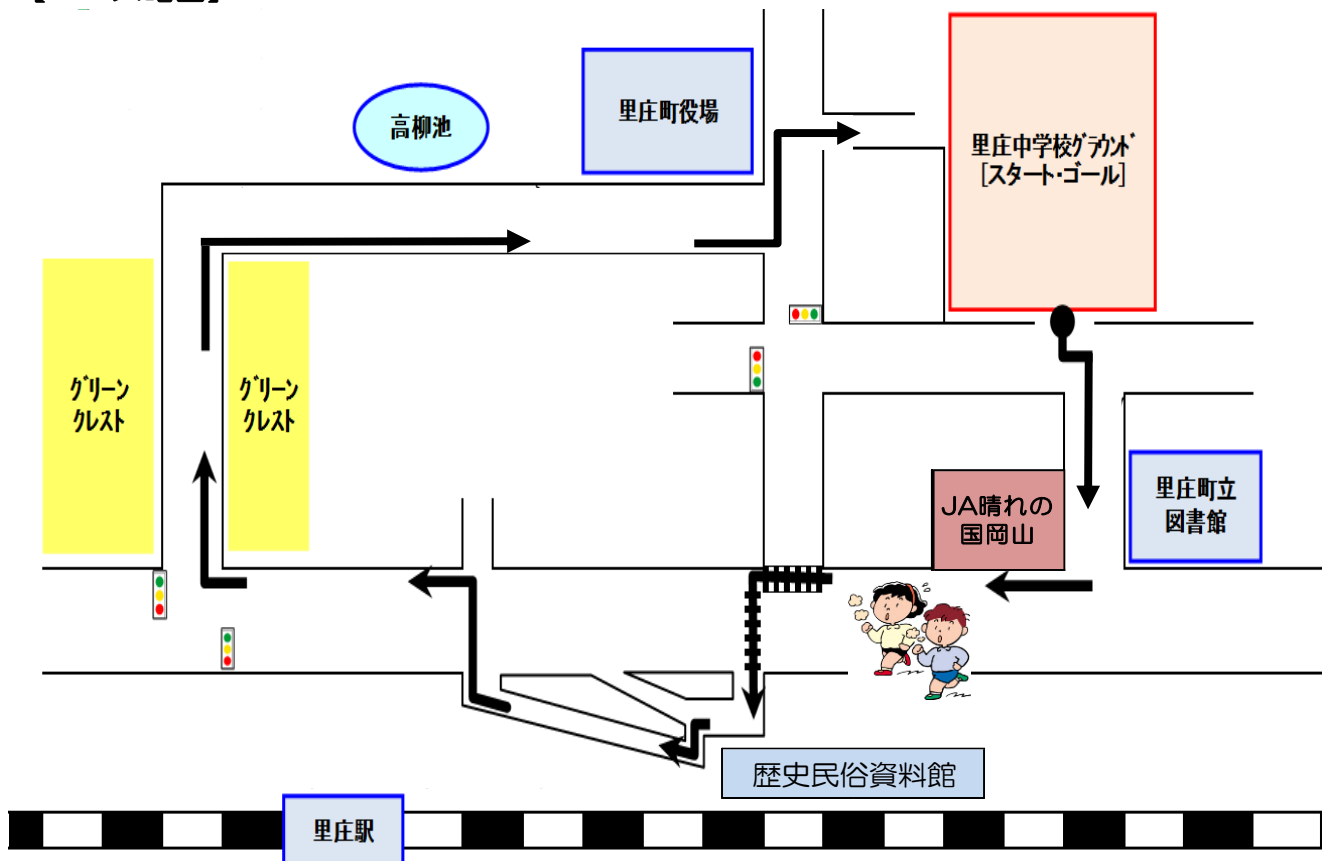 里庄町役場
高柳池
里庄中学校ｸﾞﾗｳﾝﾄﾞ
[スタート･ゴール]
ｸﾞﾘｰﾝ
ｸﾚｽﾄ
ｸﾞﾘｰﾝ
ｸﾚｽﾄ
JA晴れの
国岡山
里庄町立
図書館
歴史民俗資料館
里庄駅